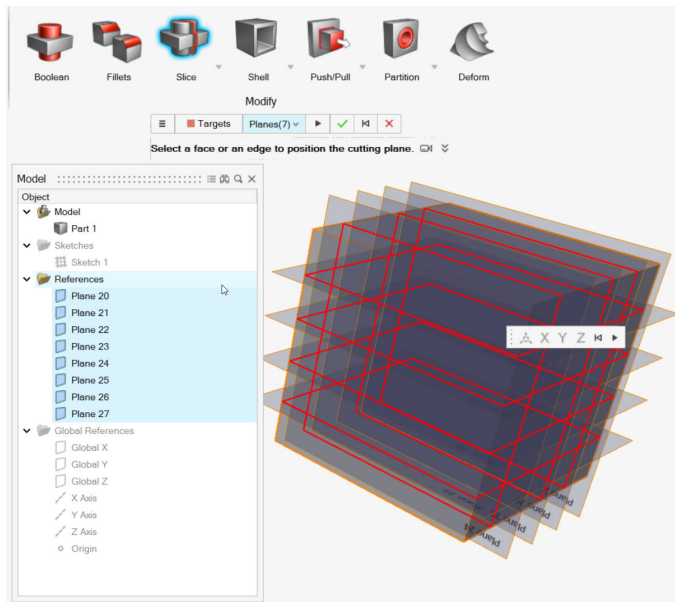 Boolean Fillets Slice Shell Push/Pull Partition Deform
Modify
Targets Planes(7)
Select a face or an edge to position the cutting plane.
Model
Object
Model
Part 1
Sketches
Sketch 1
References
Plane 20
Plane 21
Plane 22
Plane 23
Plane 24
Plane 25
Plane 26
Plane 27
Global References
Global X
Global Y
Global Z
X Axis
Y Axis
Z Axis
Origin
X Y Z
Plane 24